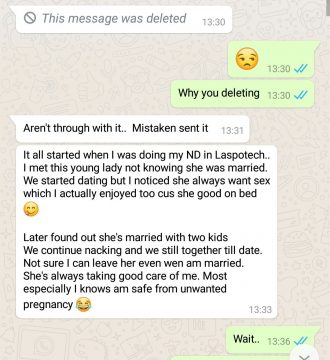 This message was deleted 13:30
😒
13:30
Why you deleting 13:30
Aren't through with it.. Mistaken sent it 13:31
It all started when I was doing my ND in Laspotech..
I met this young lady not knowing she was married.
We started dating but I noticed she always want sex
which I actually enjoyed too cus she good on bed
😋
Later found out she's married with two kids
We continue nacking and we still together till date.
Not sure I can leave her even wen am married.
She's always taking good care of me. Most
especially I knows am safe from unwanted
pregnancy 😂
13:33
Wait.. 13:36